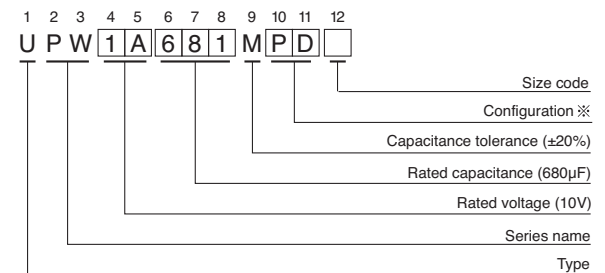 1 2 3 4 5 6 7 8 9 10 11 12
U P W 1 A 6 8 1 M P D
Size code
Configuration ※
Capacitance tolerance (±20%)
Rated capacitance (680µF)
Rated voltage (10V)
Series name
Type